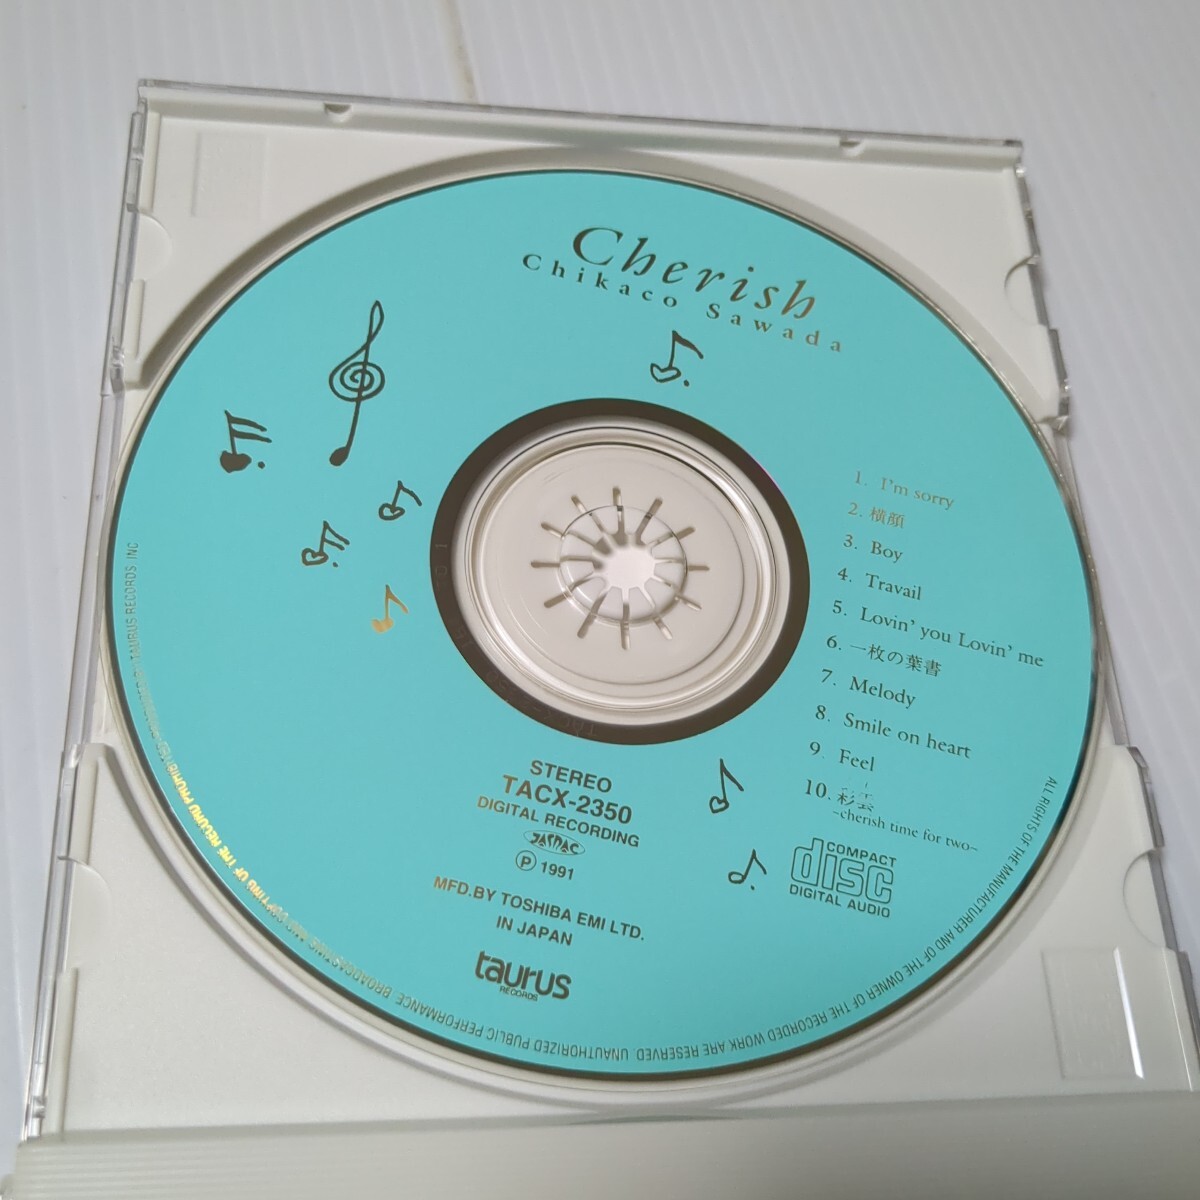 Cherish
Chikaco Sawada
1. I'm sorry
2. 横顔
3. Boy
4. Travail
5. Lovin' you Lovin' me
6. 一枚の葉書
7. Melody
8. Smile on heart
9. Feel
10. 彩雲
~cherish time for two~
STEREO
TACX-2350
DIGITAL RECORDING
JASRAC
Ⓟ 1991
MFD.BY TOSHIBA EMI LTD.
IN JAPAN
taurus
RECORDS
COMPACT
disc
DIGITAL AUDIO
ALL RIGHTS OF THE MANUFACTURER AND OF THE OWNER OF THE RECORDED WORK ARE RESERVED UNAUTHORIZED PUBLIC PERFORMANCE BROADCASTING AND COPYING OF THE RECORD PROHIBITED TAURUS RECORDS INC